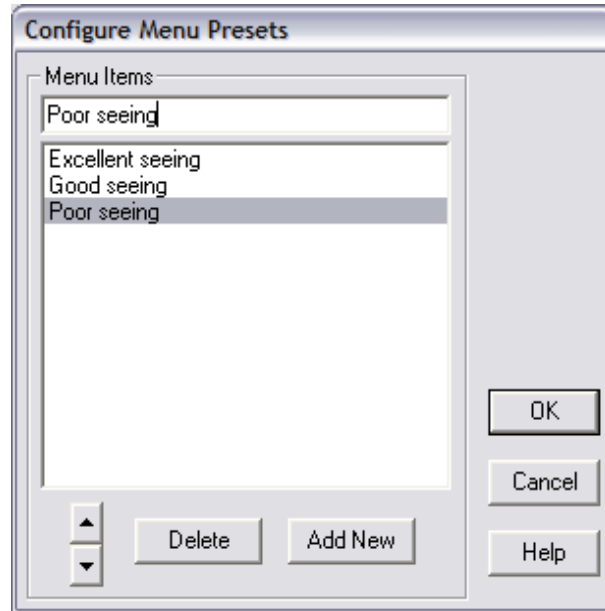 Configure Menu Presets
Menu Items
Poor seeing
Excellent seeing
Good seeing
Poor seeing
OK
Cancel
Delete
Add New
Help